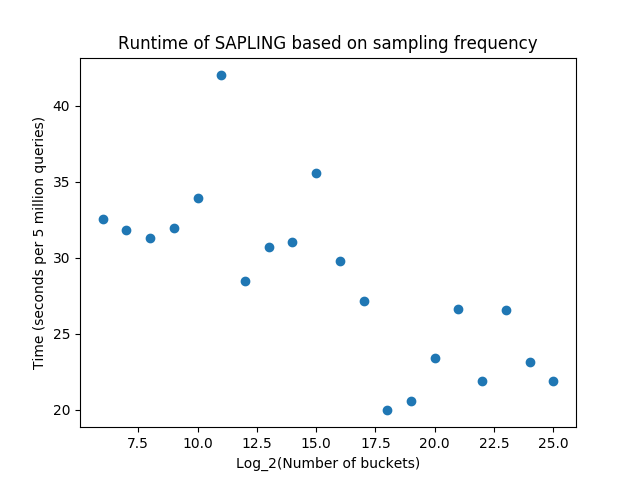 Runtime of SAPLING based on sampling frequency
Time (seconds per 5 million queries)
40
35
30
25
20
7.5 10.0 12.5 15.0 17.5 20.0 22.5 25.0
Log_2(Number of buckets)